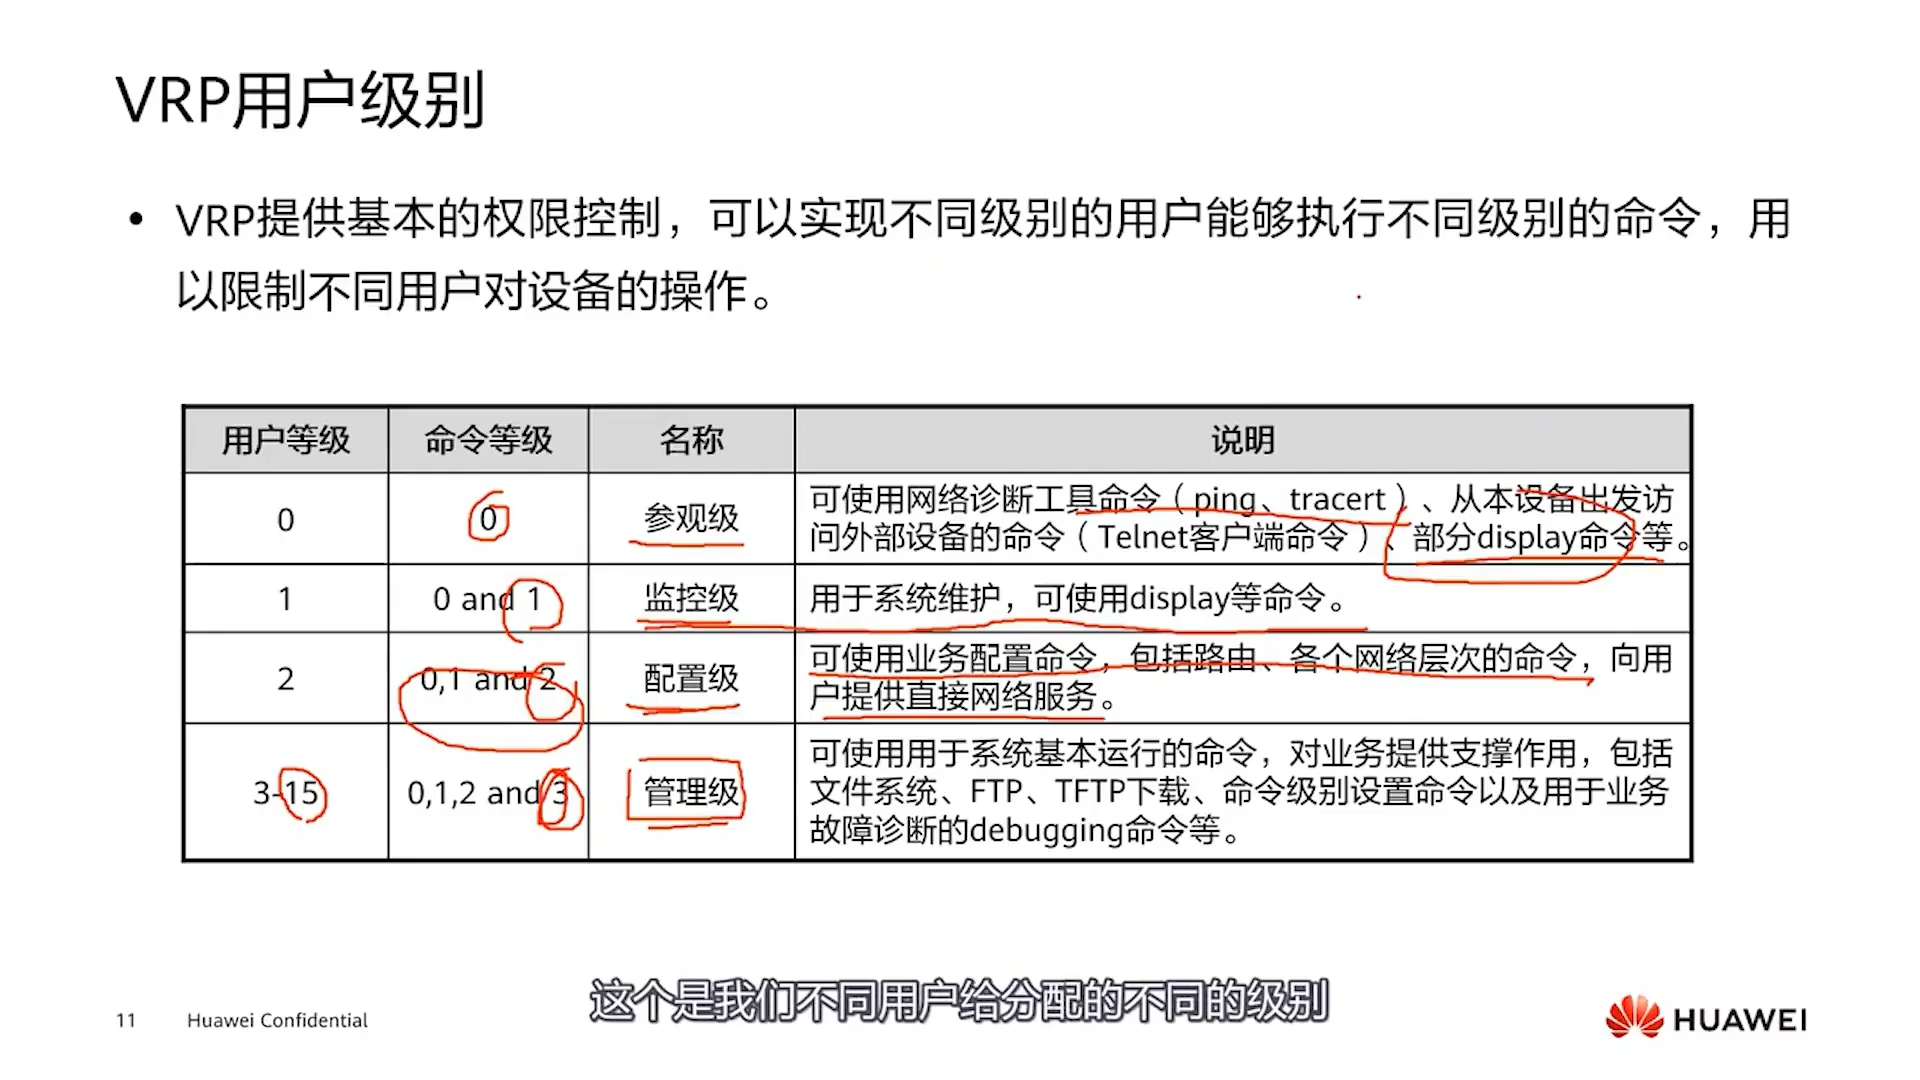 VRP用户级别
• VRP提供基本的权限控制，可以实现不同级别的用户能够执行不同级别的命令，用
以限制不同用户对设备的操作。
用户等级 命令等级 名称 说明
0 0 参观级 可使用网络诊断工具命令（ping、tracert）、从本设备出发访
问外部设备的命令（Telnet客户端命令）、部分display命令等。
1 0 and 1 监控级 用于系统维护，可使用display等命令。
2 0,1 and 2 配置级 可使用业务配置命令，包括路由、各个网络层次的命令，向用
户提供直接网络服务。
3-15 0,1,2 and 3 管理级 可使用用于系统基本运行的命令，对业务提供支撑作用，包括
文件系统、FTP、TFTP下载、命令级别设置命令以及用于业务
故障诊断的debugging命令等。
这个是我们不同用户给分配的不同的级别
11 Huawei Confidential
HUAWEI